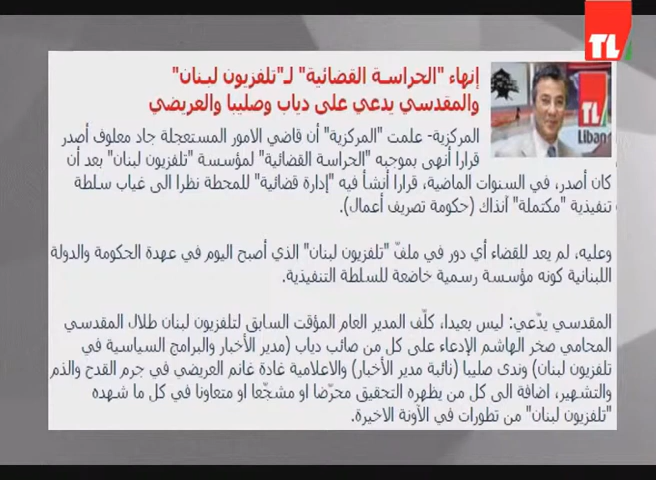 TL
إنهاء "الحراسة القضائية" لـ"تلفزيون لبنان"
والمقدسي يدعي على دياب وصليبا والعريضي
TL
Liban
المركزية- علمت "المركزية" أن قاضي الامور المستعجلة جاد معلوف أصدر
قرارا أنهى بموجبه "الحراسة القضائية" لمؤسسة "تلفزيون لبنان" بعد أن
كان أصدر، في السنوات الماضية، قرارا أنشأ فيه "إدارة قضائية" للمحطة نظرا الى غياب سلطة
تنفيذية "مكتملة" آنذاك (حكومة تصريف أعمال).
وعليه، لم يعد للقضاء أي دور في ملفّ "تلفزيون لبنان" الذي أصبح اليوم في عهدة الحكومة والدولة
اللبنانية كونه مؤسسة رسمية خاضعة للسلطة التنفيذية.
المقدسي يدّعي: ليس بعيدا، كلّف المدير العام المؤقت السابق لتلفزيون لبنان طلال المقدسي
المحامي صخر الهاشم الإدعاء على كل من صائب دياب (مدير الأخبار والبرامج السياسية في
تلفزيون لبنان) وندى صليبا (نائبة مدير الأخبار) والاعلامية غادة غانم العريضي في جرم القدح والذم
والتشهير، اضافة الى كل من يظهره التحقيق محرّضا او مشجّعا او متعاونا في كل ما شهده
"تلفزيون لبنان" من تطورات في الآونة الاخيرة.